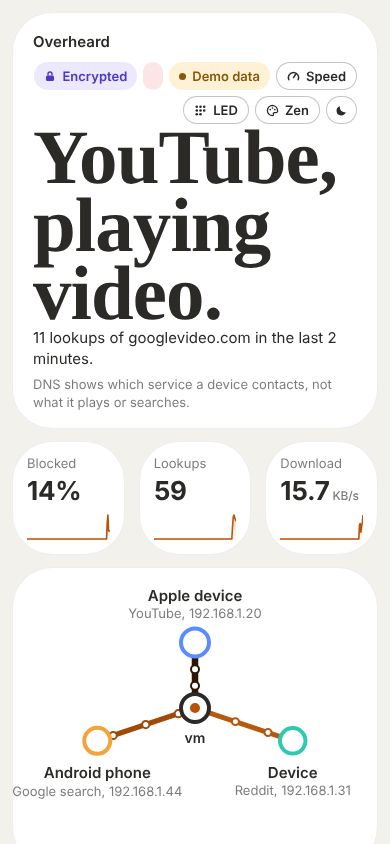 Overheard
Encrypted
Demo data
Speed
LED
Zen
YouTube,
playing
video.
11 lookups of googlevideo.com in the last 2
minutes.
DNS shows which service a device contacts, not
what it plays or searches.
Blocked
14%
Lookups
59
Download
15.7 KB/s
Apple device
YouTube, 192.168.1.20
vm
Android phone
Google search, 192.168.1.44
Device
Reddit, 192.168.1.31